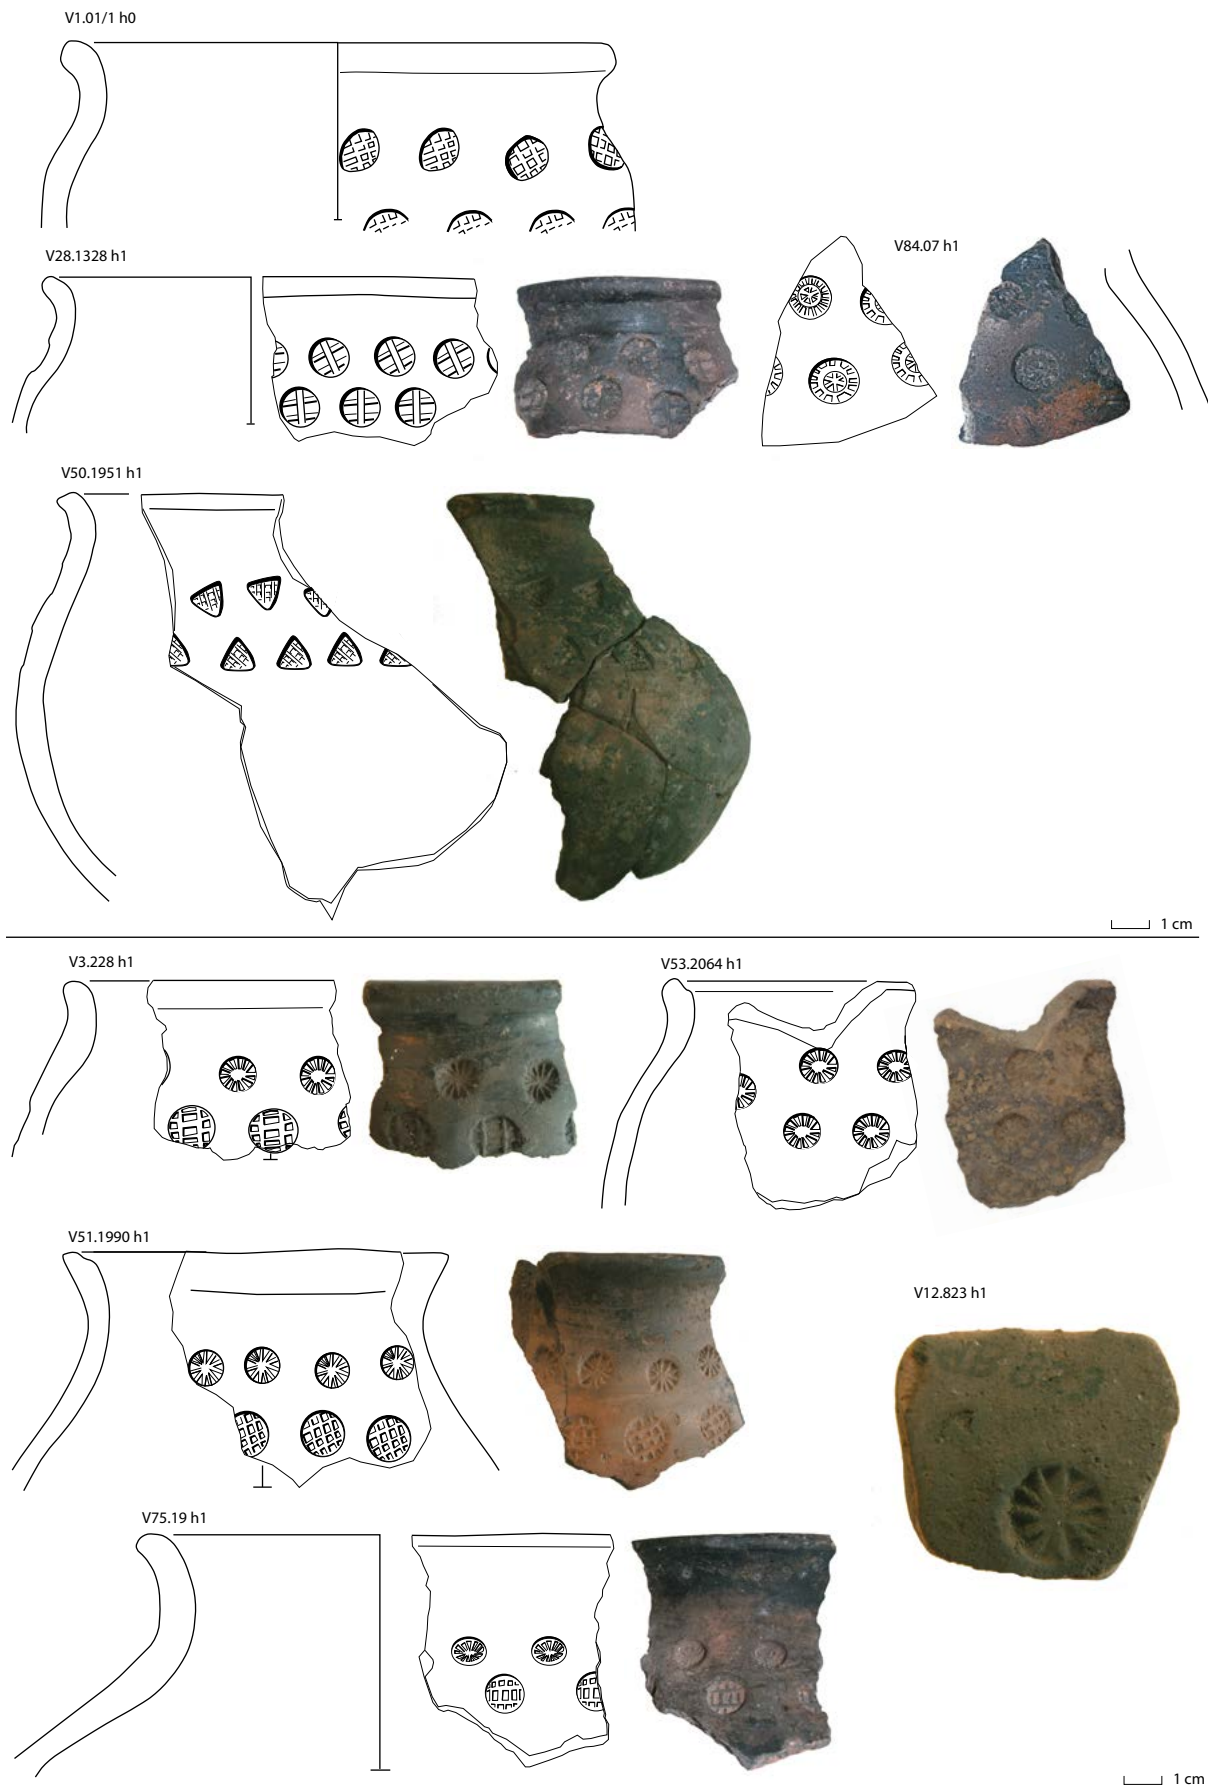 V1.01/1 h0
V28.1328 h1
V84.07 h1
V50.1951 h1
1 cm
V3.228 h1
V53.2064 h1
V51.1990 h1
V12.823 h1
V75.19 h1
1 cm